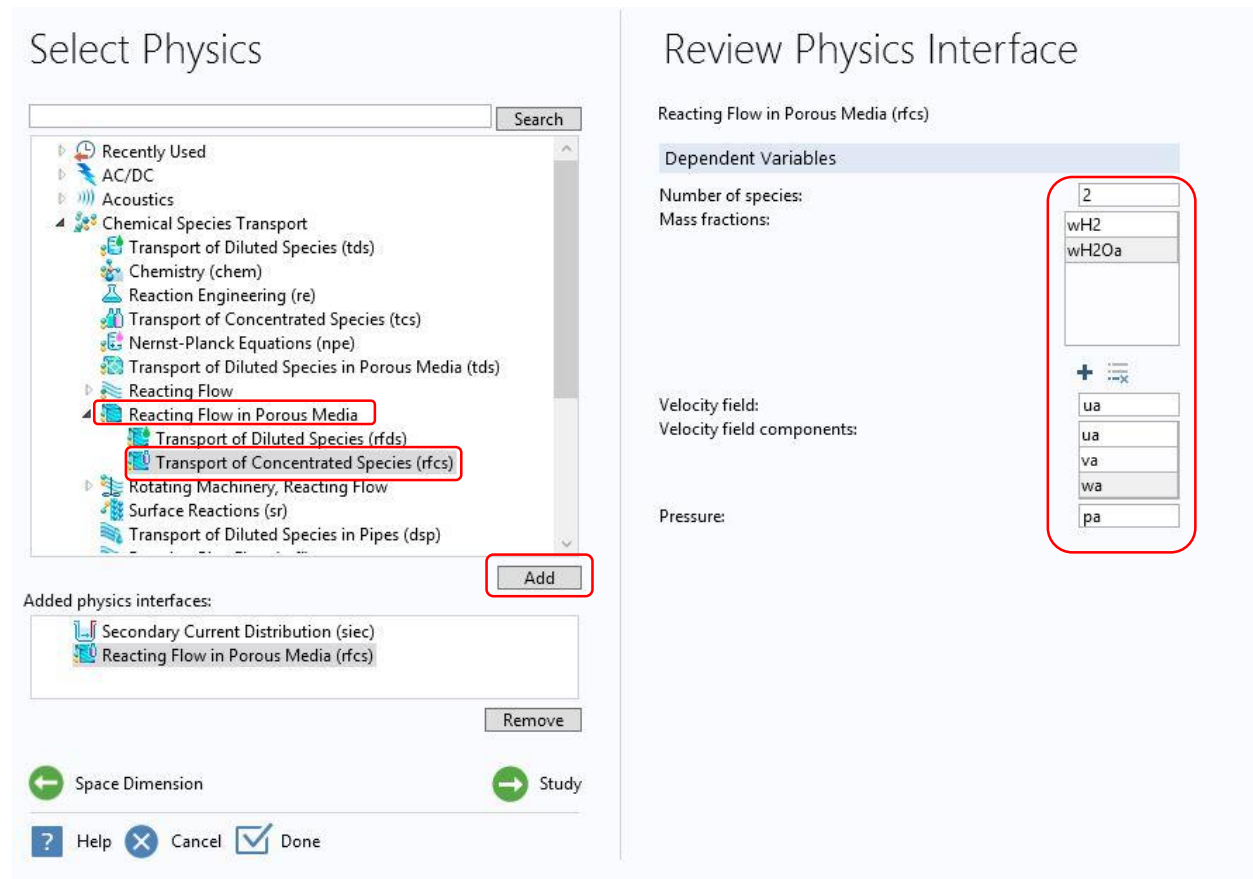 Select Physics
Search
Recently Used
AC/DC
Acoustics
Chemical Species Transport
Transport of Diluted Species (tds)
Chemistry (chem)
Reaction Engineering (re)
Transport of Concentrated Species (tcs)
Nernst-Planck Equations (npe)
Transport of Diluted Species in Porous Media (tds)
Reacting Flow
Reacting Flow in Porous Media
Transport of Diluted Species (rfds)
Transport of Concentrated Species (rfcs)
Rotating Machinery, Reacting Flow
Surface Reactions (sr)
Transport of Diluted Species in Pipes (dsp)
Add
Added physics interfaces:
Secondary Current Distribution (siec)
Reacting Flow in Porous Media (rfcs)
Remove
Space Dimension
Study
? Help Cancel Done
Review Physics Interface
Reacting Flow in Porous Media (rfcs)
Dependent Variables
Number of species: 2
Mass fractions: wH2
wH2Oa
Velocity field: ua
Velocity field components: ua
va
wa
Pressure: pa